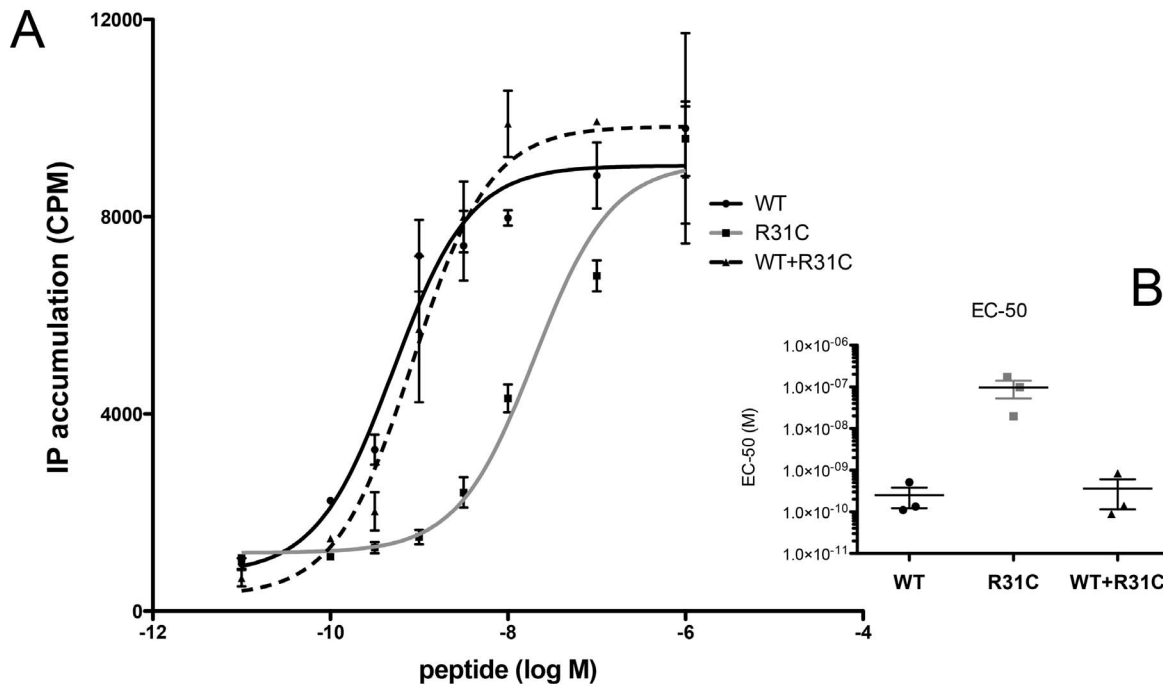 A
IP accumulation (CPM)
12000
8000
4000
0
-12
-10
-8
-6
-4
peptide (log M)
WT
R31C
WT+R31C
B
EC-50
EC-50 (M)
1.0×10⁻⁰⁶
1.0×10⁻⁰⁷
1.0×10⁻⁰⁸
1.0×10⁻⁰⁹
1.0×10⁻¹⁰
1.0×10⁻¹¹
WT
R31C
WT+R31C